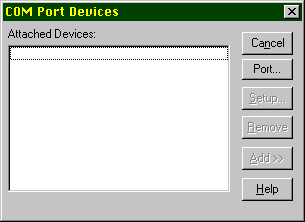 COM Port Devices
Attached Devices:
Cancel
Port...
Setup...
Remove
Add >>
Help